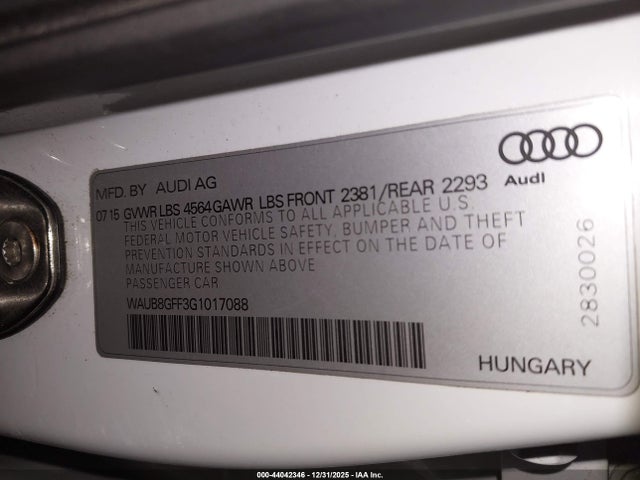 MFD. BY AUDI AG
Audi
07 15 GVWR LBS 4564 GAWR LBS FRONT 2381/REAR 2293
THIS VEHICLE CONFORMS TO ALL APPLICABLE U.S.
FEDERAL MOTOR VEHICLE SAFETY, BUMPER AND THEFT
PREVENTION STANDARDS IN EFFECT ON THE DATE OF
MANUFACTURE SHOWN ABOVE
PASSENGER CAR
WAUB8GFF3G1017088
2830026
HUNGARY
000-44042346 - 12/31/2025 - IAA Inc.